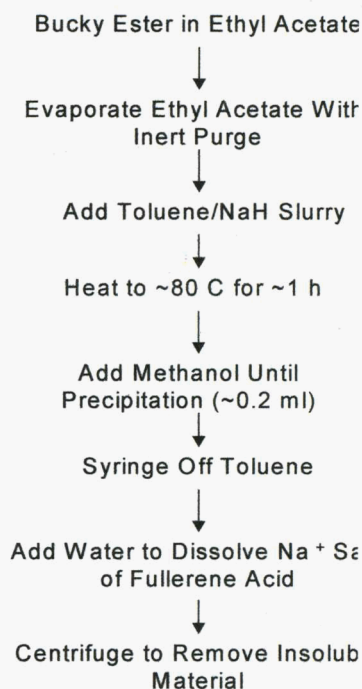 Bucky Ester in Ethyl Acetate
Evaporate Ethyl Acetate With
Inert Purge
Add Toluene/NaH Slurry
Heat to ~80 C for ~1 h
Add Methanol Until
Precipitation (~0.2 ml)
Syringe Off Toluene
Add Water to Dissolve Na +
of Fullerene Acid
Centrifuge to Remove
Material